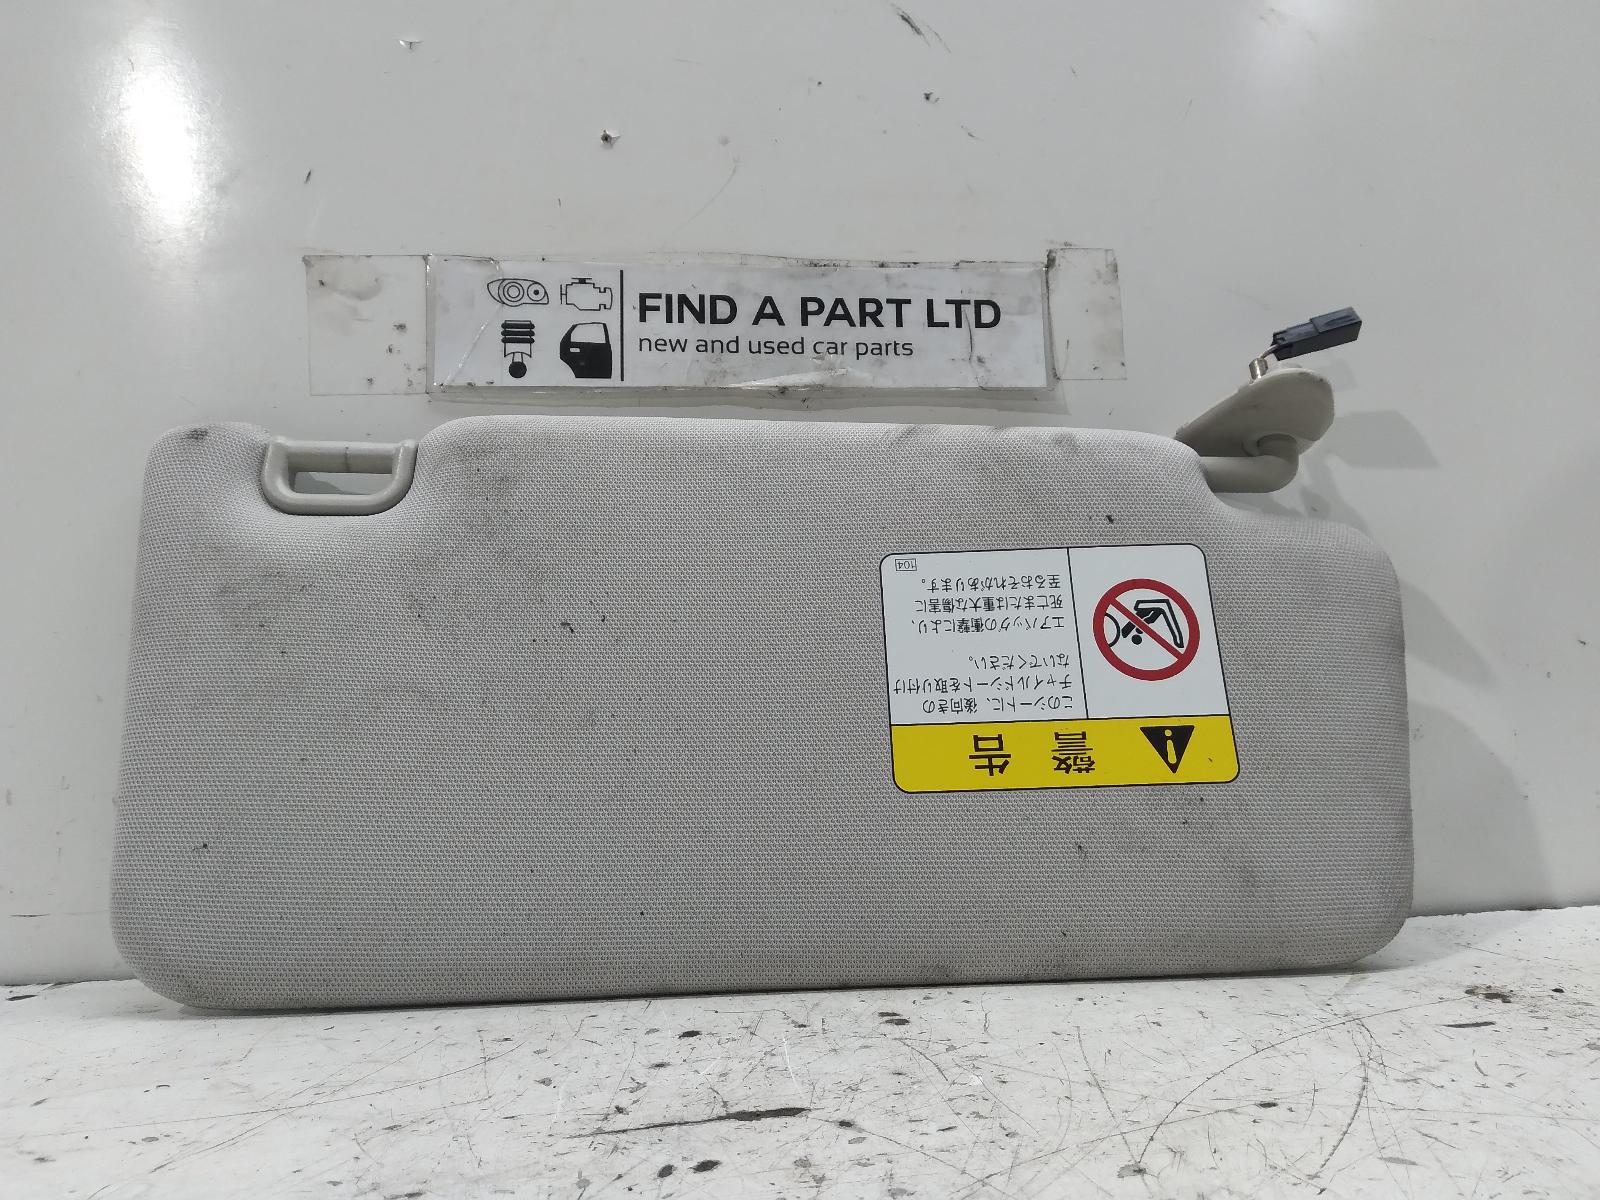 FIND A PART LTD
new and used car parts
警告
このシートに、後向きの
チャイルドシートを取り付け
ないでください。
エアバッグの衝撃により、
死亡または重大な傷害に
至るおそれがあります。
104